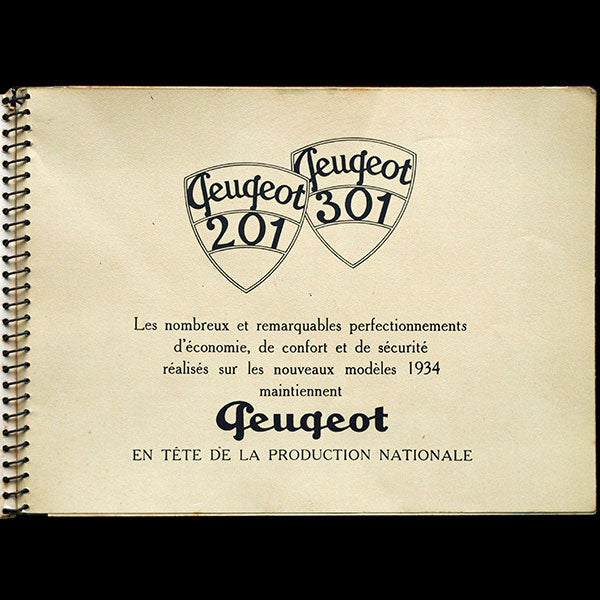 Peugeot
201
Peugeot
301
Les nombreux et remarquables perfectionnements
d'économie, de confort et de sécurité
réalisés sur les nouveaux modèles 1934
maintiennent
Peugeot
EN TÊTE DE LA PRODUCTION NATIONALE